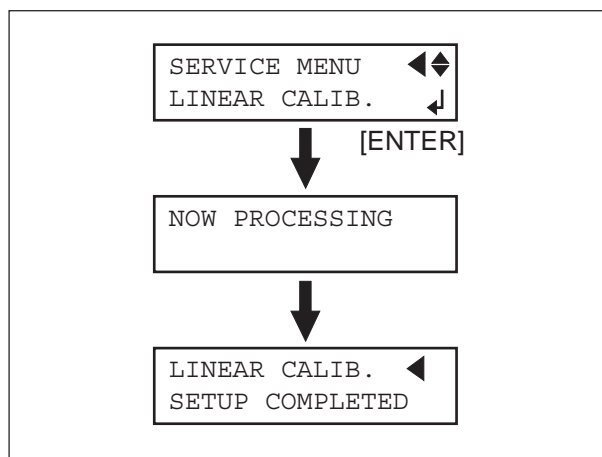 SERVICE MENU
LINEAR CALIB.
[ENTER]
NOW PROCESSING
LINEAR CALIB.
SETUP COMPLETED